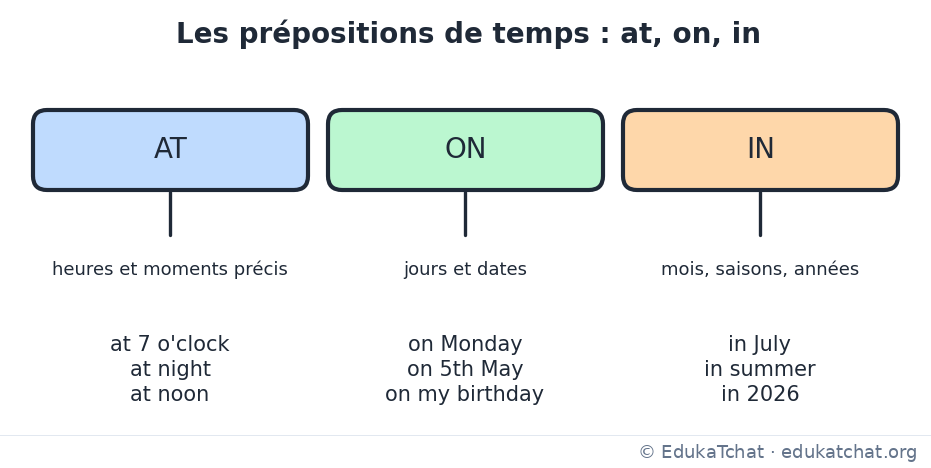 Les prépositions de temps : at, on, in
AT
ON
IN
heures et moments précis
jours et dates
mois, saisons, années
at 7 o'clock
at night
at noon
on Monday
on 5th May
on my birthday
in July
in summer
in 2026
© EdukaTchat · edukatchat.org